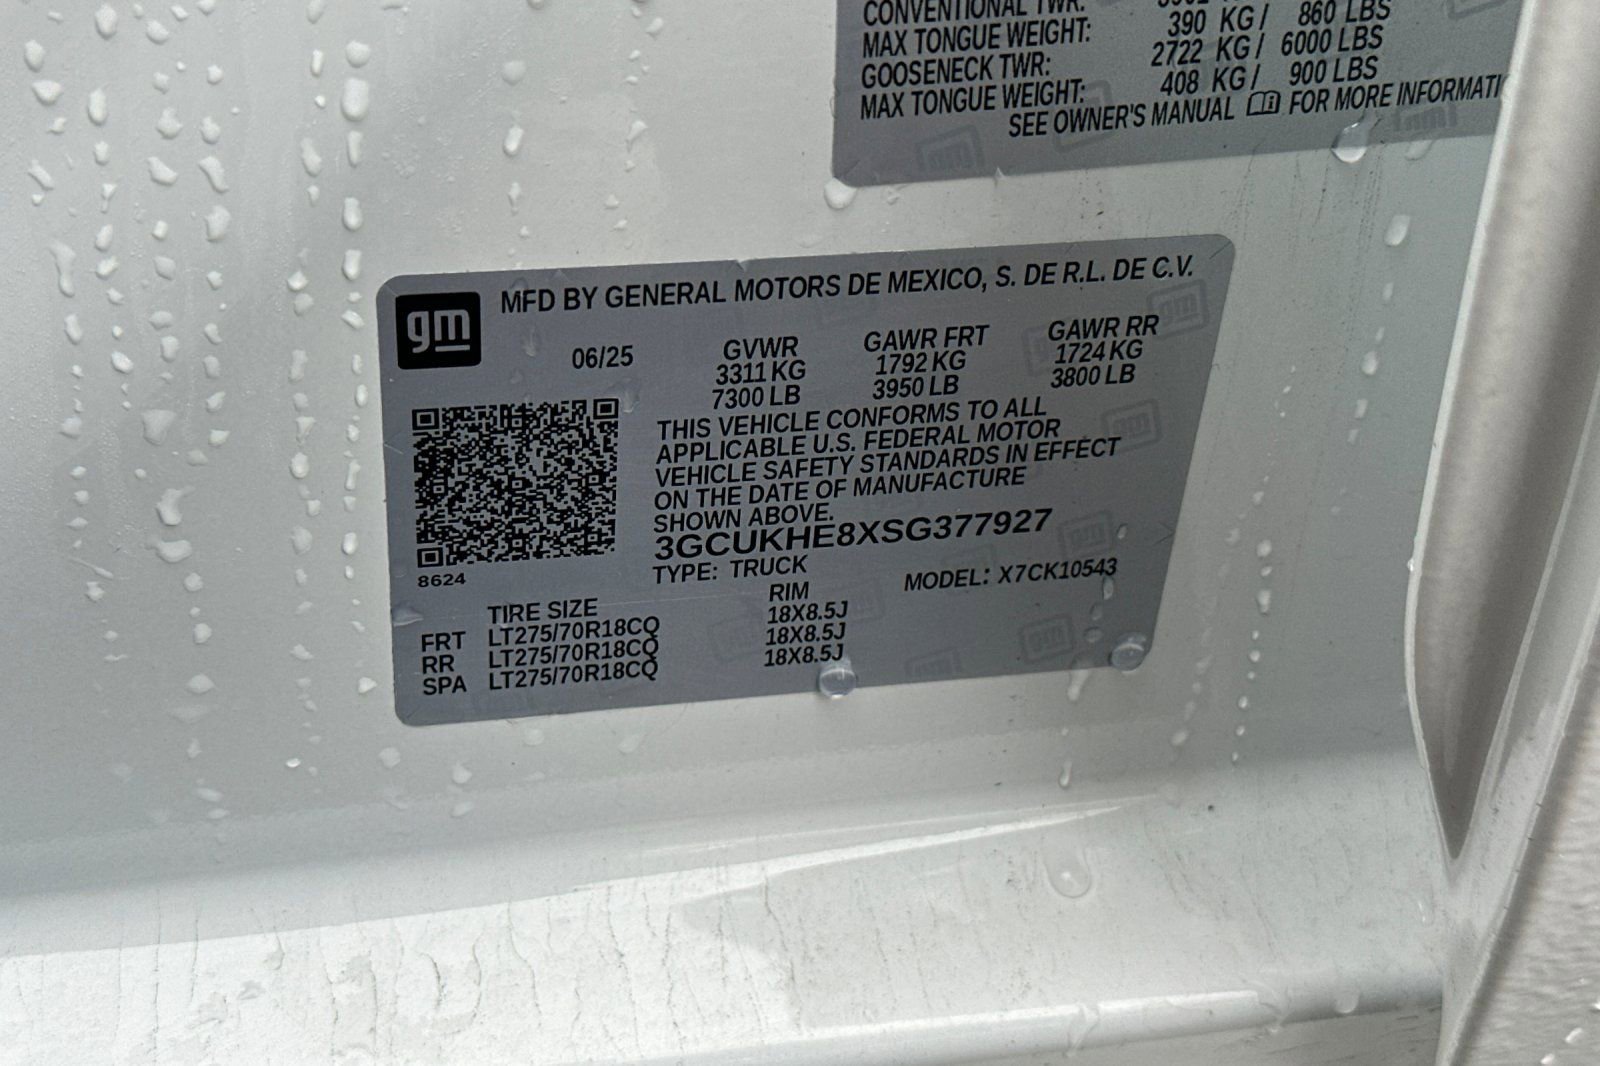 CONVENTIONAL TWR:
MAX TONGUE WEIGHT: 390 KG / 860 LBS
GOOSENECK TWR: 2722 KG / 6000 LBS
MAX TONGUE WEIGHT: 408 KG / 900 LBS
SEE OWNER'S MANUAL FOR MORE INFORMATI
gm
MFD BY GENERAL MOTORS DE MEXICO, S. DE R.L. DE C.V.
06/25 GVWR GAWR FRT GAWR RR
3311 KG 1792 KG 1724 KG
7300 LB 3950 LB 3800 LB
THIS VEHICLE CONFORMS TO ALL
APPLICABLE U.S. FEDERAL MOTOR
VEHICLE SAFETY STANDARDS IN EFFECT
ON THE DATE OF MANUFACTURE
SHOWN ABOVE.
3GCUKHE8XSG377927
8624
TYPE: TRUCK MODEL: X7CK10543
TIRE SIZE RIM
FRT LT275/70R18CQ 18X8.5J
RR LT275/70R18CQ 18X8.5J
SPA LT275/70R18CQ 18X8.5J